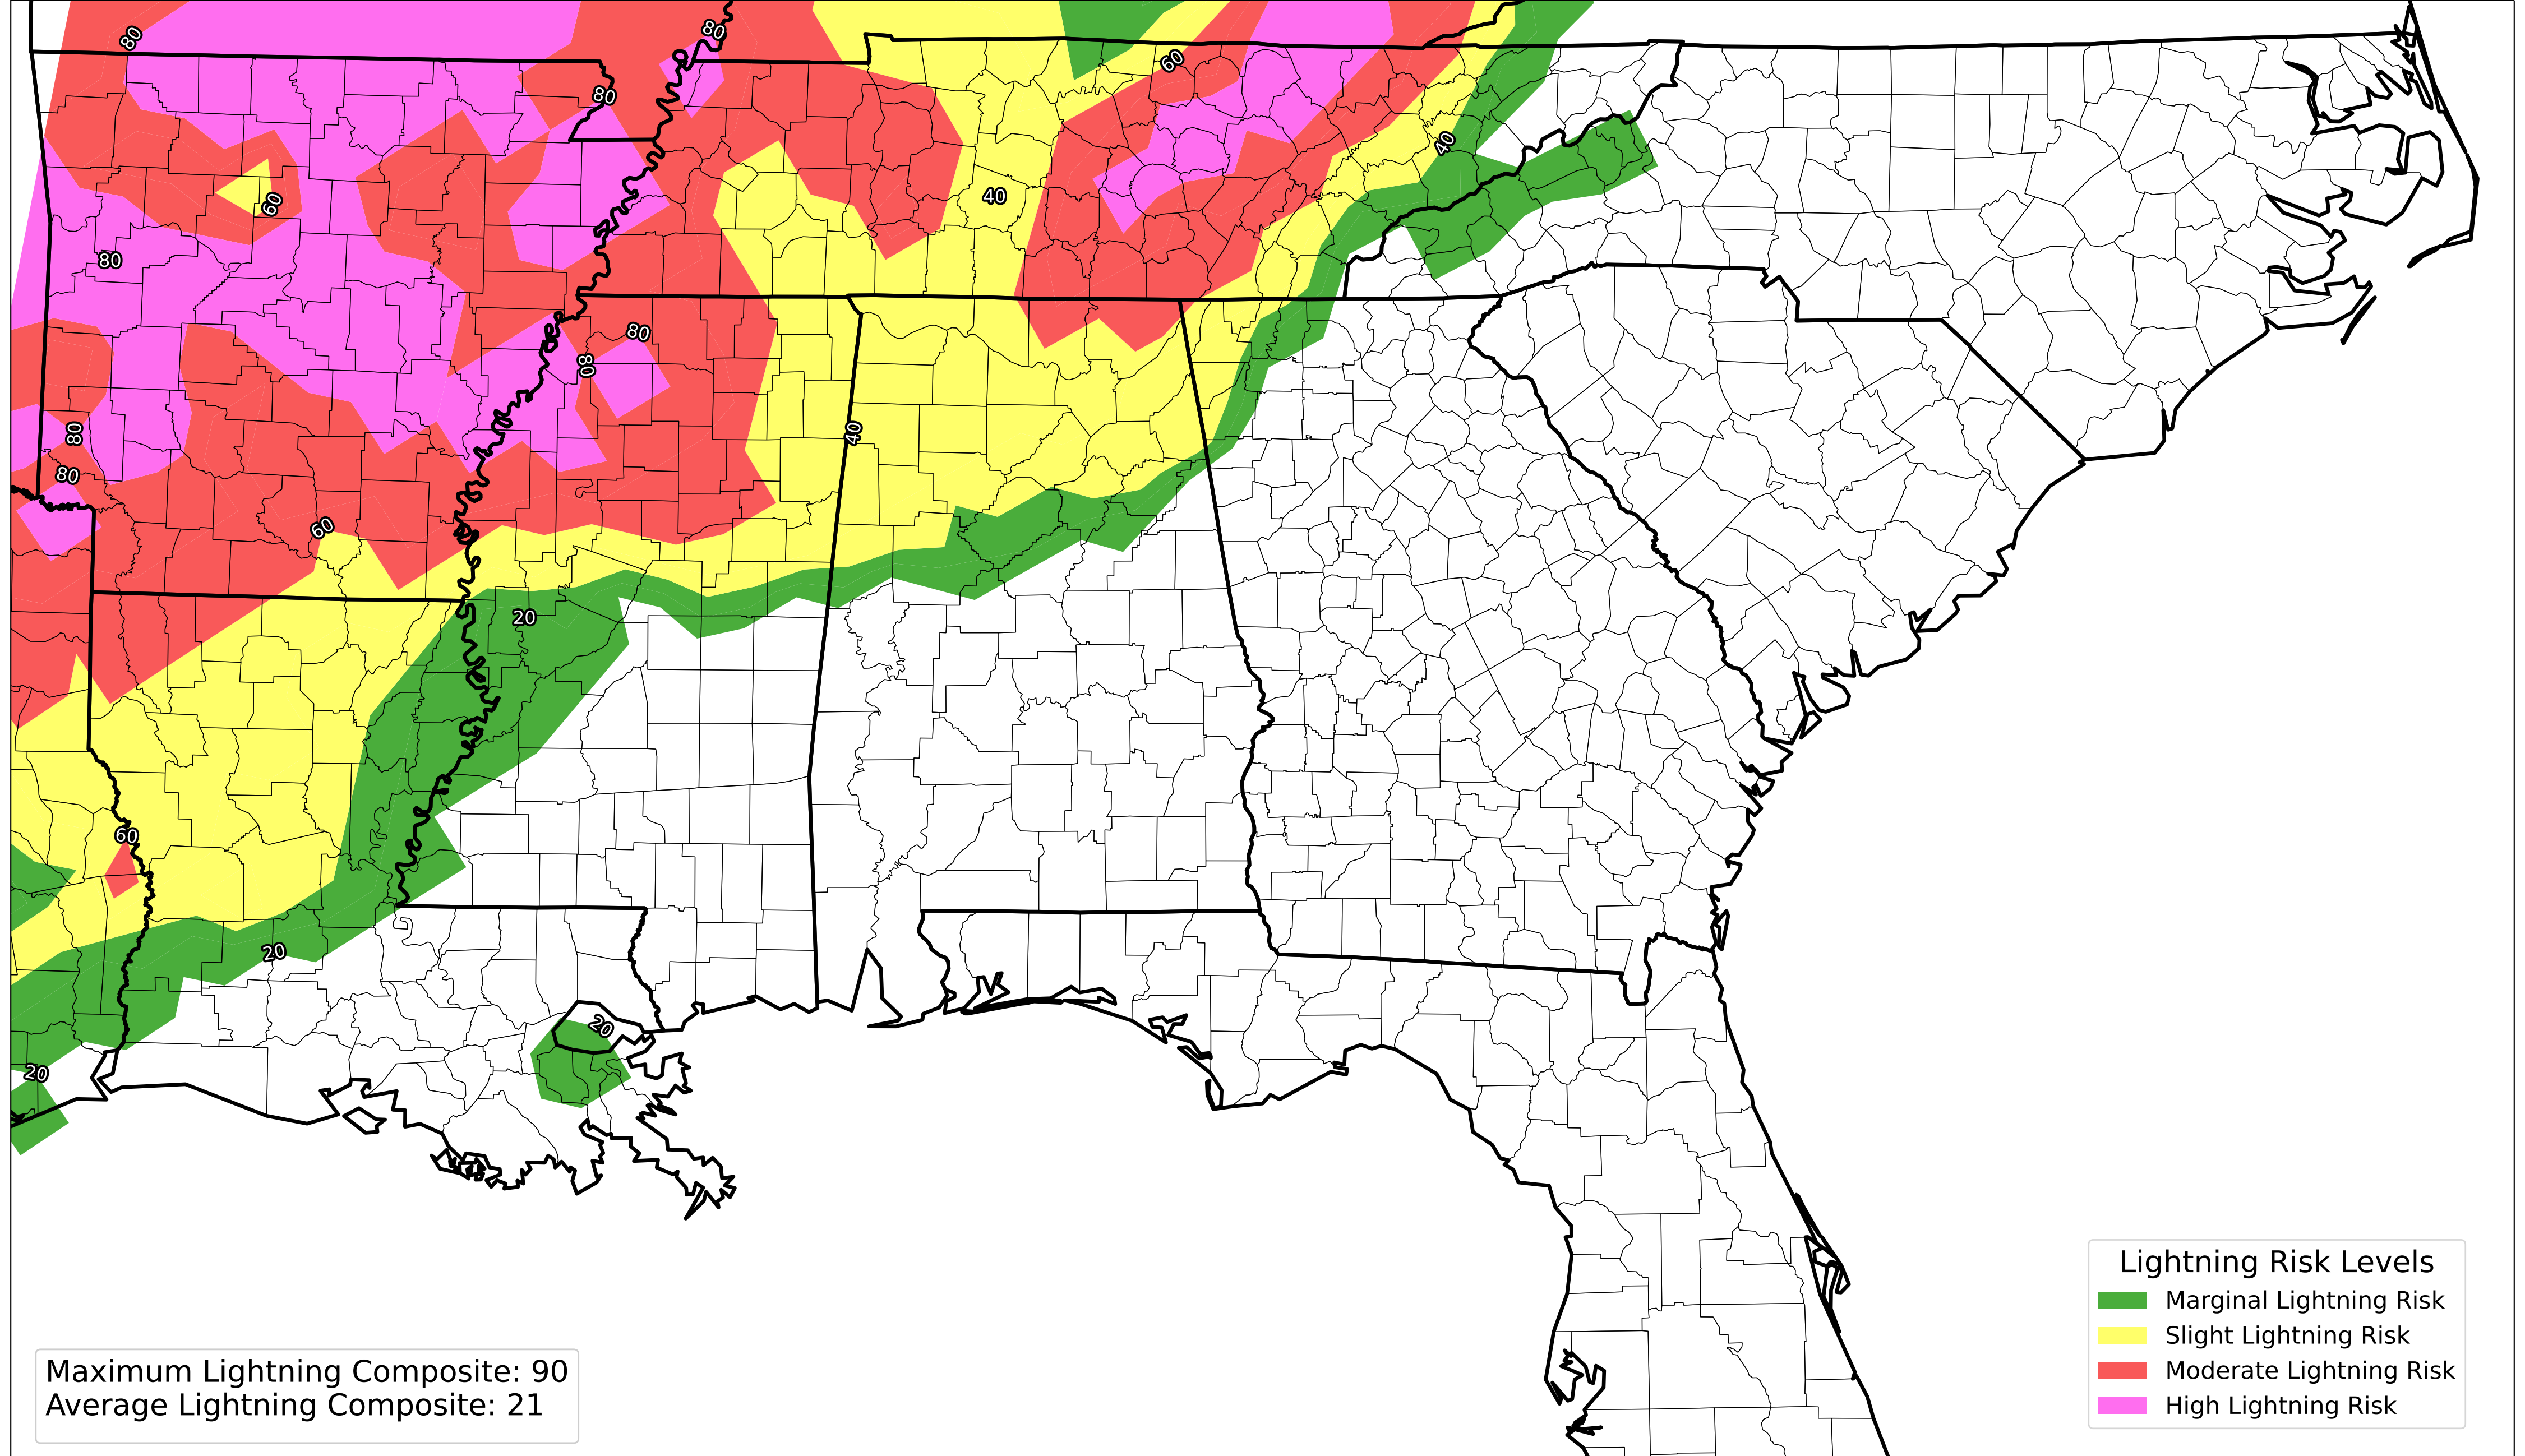 80
80
60
80
40
60
40
80
80
80
80
40
80
60
20
60
20
20
20
Lightning Risk Levels
Marginal Lightning Risk
Slight Lightning Risk
Moderate Lightning Risk
High Lightning Risk
Maximum Lightning Composite: 90
Average Lightning Composite: 21